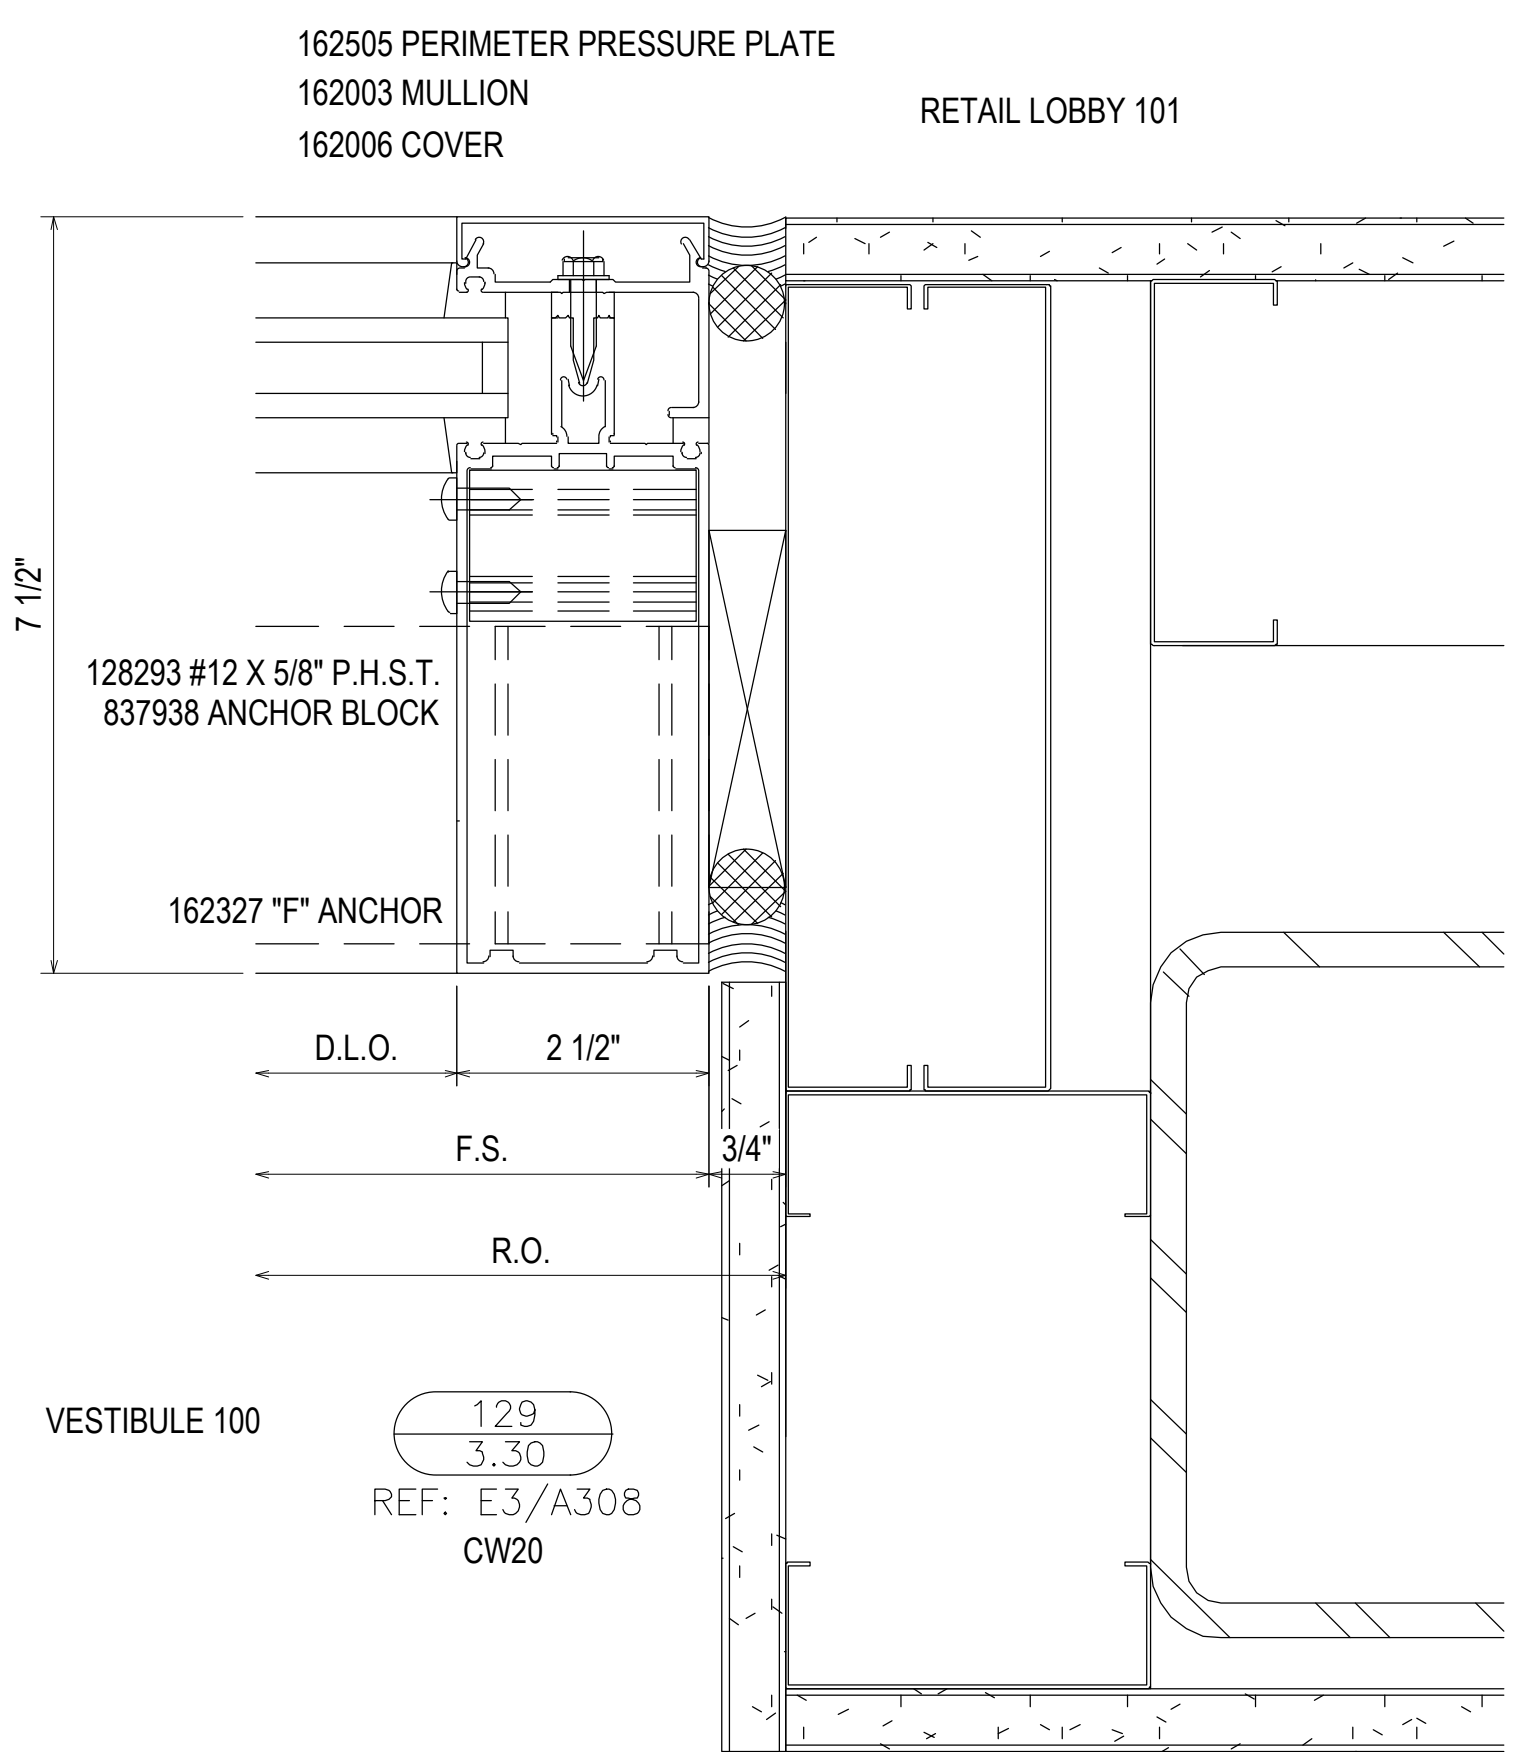 162505 PERIMETER PRESSURE PLATE
162003 MULLION
162006 COVER
RETAIL LOBBY 101
7 1/2"
128293 #12 X 5/8" P.H.S.T.
837938 ANCHOR BLOCK
162327 "F" ANCHOR
D.L.O.
2 1/2"
F.S.
3/4"
R.O.
VESTIBULE 100
129
3.30
REF: E3/A308
CW20